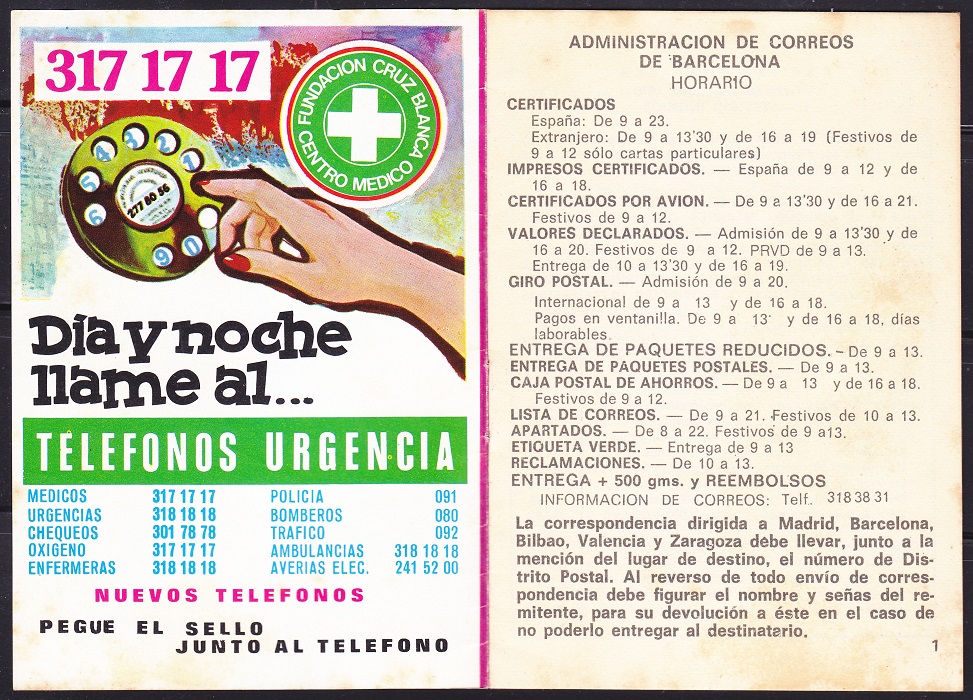 317 17 17
FUNDACION CRUZ BLANCA
CENTRO MEDICO
1
2
3
4
5
6
9
0
277 80 56
Día y noche
llame al...
TELEFONOS URGENCIA
MEDICOS 317 17 17 POLICIA 091
URGENCIAS 318 18 18 BOMBEROS 080
CHEQUEOS 301 78 78 TRAFICO 092
OXIGENO 317 17 17 AMBULANCIAS 318 18 18
ENFERMERAS 318 18 18 AVERIAS ELEC. 241 52 00
NUEVOS TELEFONOS
PEGUE EL SELLO
JUNTO AL TELEFONO
ADMINISTRACION DE CORREOS
DE BARCELONA
HORARIO
CERTIFICADOS
España: De 9 a 23.
Extranjero: De 9 a 13'30 y de 16 a 19 (Festivos de
9 a 12 sólo cartas particulares)
IMPRESOS CERTIFICADOS. — España de 9 a 12 y de
16 a 18.
CERTIFICADOS POR AVION. — De 9 a 13'30 y de 16 a 21.
Festivos de 9 a 12.
VALORES DECLARADOS. — Admisión de 9 a 13'30 y de
16 a 20. Festivos de 9 a 12. PRVD de 9 a 13.
Entrega de 10 a 13'30 y de 16 a 19.
GIRO POSTAL. — Admisión de 9 a 20.
Internacional de 9 a 13 y de 16 a 18.
Pagos en ventanilla. De 9 a 13' y de 16 a 18, días
laborables.
ENTREGA DE PAQUETES REDUCIDOS. - De 9 a 13.
ENTREGA DE PAQUETES POSTALES. — De 9 a 13.
CAJA POSTAL DE AHORROS. — De 9 a 13 y de 16 a 18.
Festivos de 9 a 12.
LISTA DE CORREOS. — De 9 a 21. Festivos de 10 a 13.
APARTADOS. — De 8 a 22. Festivos de 9 a 13.
ETIQUETA VERDE. — Entrega de 9 a 13
RECLAMACIONES. — De 10 a 13.
ENTREGA + 500 gms. y REEMBOLSOS
INFORMACION DE CORREOS: Telf. 318 38 31
La correspondencia dirigida a Madrid, Barcelona,
Bilbao, Valencia y Zaragoza debe llevar, junto a la
mención del lugar de destino, el número de Dis-
trito Postal. Al reverso de todo envío de corres-
pondencia debe figurar el nombre y señas del re-
mitente, para su devolución a éste en el caso de
no poderlo entregar al destinatario.
1